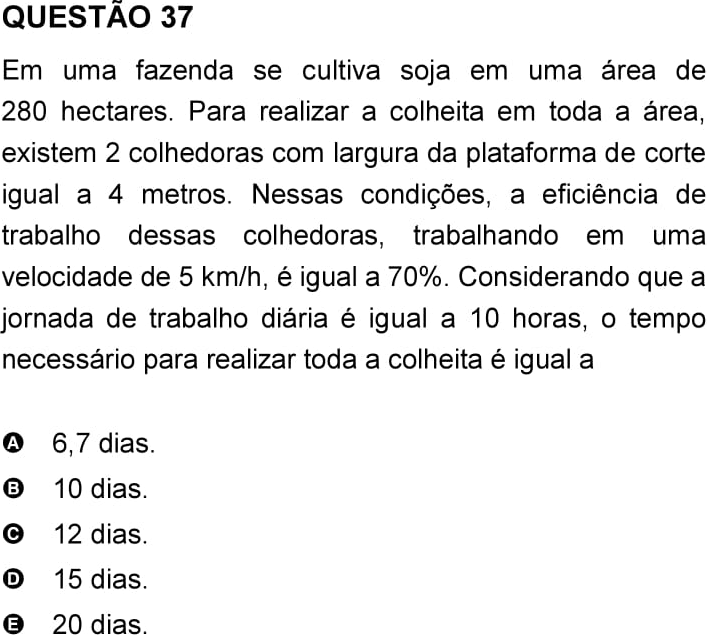 QUESTÃO 37
Em uma fazenda se cultiva soja em uma área de
280 hectares. Para realizar a colheita em toda a área,
existem 2 colhedoras com largura da plataforma de corte
igual a 4 metros. Nessas condições, a eficiência de
trabalho dessas colhedoras, trabalhando em uma
velocidade de 5 km/h, é igual a 70%. Considerando que a
jornada de trabalho diária é igual a 10 horas, o tempo
necessário para realizar toda a colheita é igual a
A 6,7 dias.
B 10 dias.
C 12 dias.
D 15 dias.
E 20 dias.